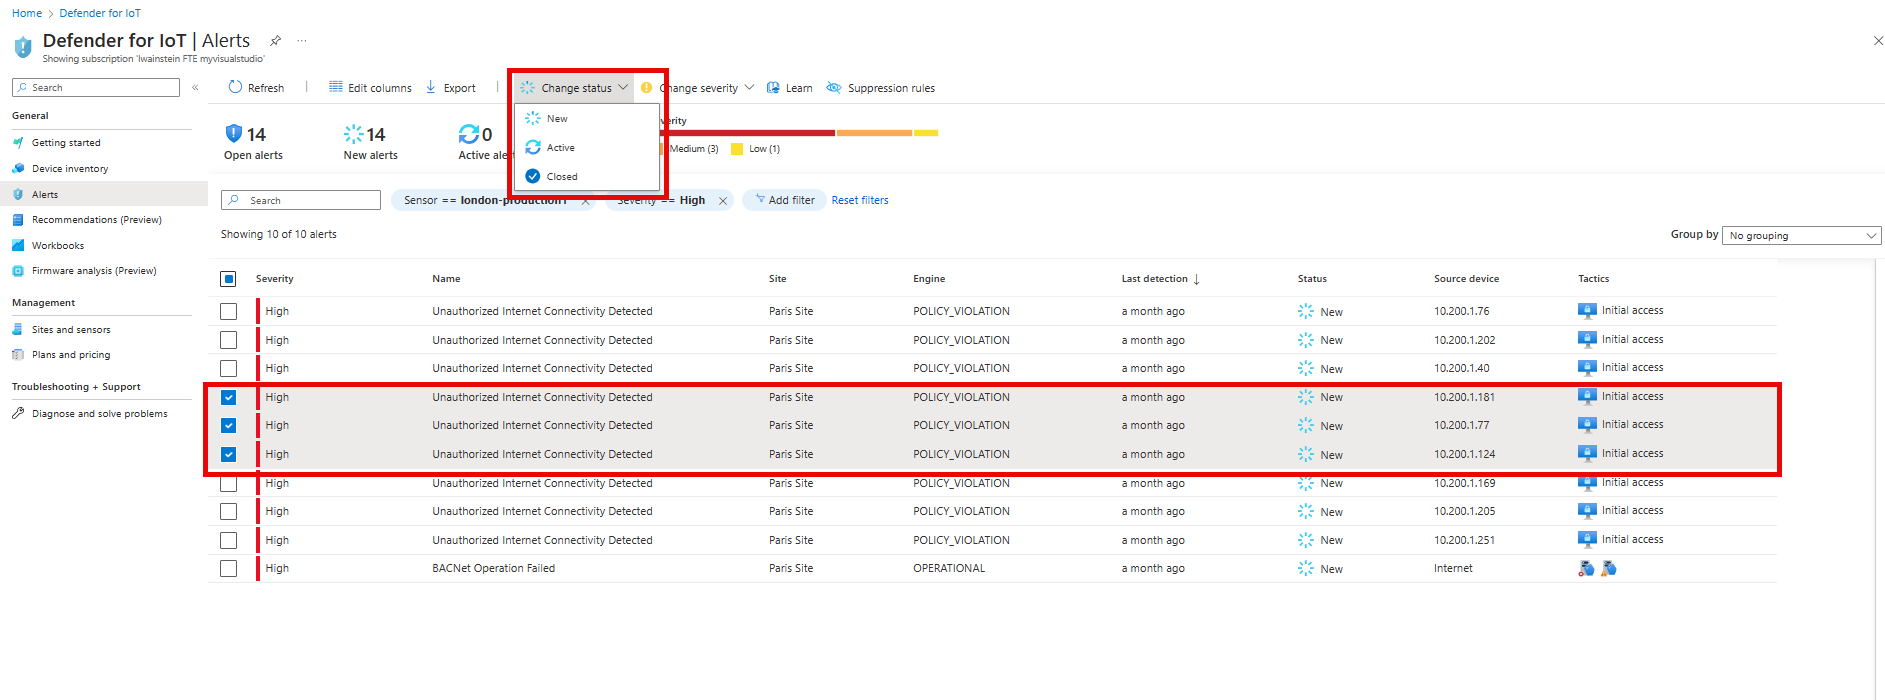 Home > Defender for IoT
Defender for IoT | Alerts
Showing subscription 'lwainstein FTE myvisualstudio'
Search
«
Refresh
Edit columns
Export
Change status
Change severity
Learn
Suppression rules
General
Getting started
Device inventory
Alerts
Recommendations (Preview)
Workbooks
Firmware analysis (Preview)
Management
Sites and sensors
Plans and pricing
Troubleshooting + Support
Diagnose and solve problems
14
Open alerts
14
New alerts
0
Active
New
Active
Closed
Medium (3)
Low (1)
Search
Sensor == london-production1
Severity == High
Add filter
Reset filters
Showing 10 of 10 alerts
Group by
No grouping
Severity Name Site Engine Last detection ↓ Status Source device Tactics
High Unauthorized Internet Connectivity Detected Paris Site POLICY_VIOLATION a month ago New 10.200.1.76 Initial access
High Unauthorized Internet Connectivity Detected Paris Site POLICY_VIOLATION a month ago New 10.200.1.202 Initial access
High Unauthorized Internet Connectivity Detected Paris Site POLICY_VIOLATION a month ago New 10.200.1.40 Initial access
High Unauthorized Internet Connectivity Detected Paris Site POLICY_VIOLATION a month ago New 10.200.1.181 Initial access
High Unauthorized Internet Connectivity Detected Paris Site POLICY_VIOLATION a month ago New 10.200.1.77 Initial access
High Unauthorized Internet Connectivity Detected Paris Site POLICY_VIOLATION a month ago New 10.200.1.124 Initial access
High Unauthorized Internet Connectivity Detected Paris Site POLICY_VIOLATION a month ago New 10.200.1.169 Initial access
High Unauthorized Internet Connectivity Detected Paris Site POLICY_VIOLATION a month ago New 10.200.1.205 Initial access
High Unauthorized Internet Connectivity Detected Paris Site POLICY_VIOLATION a month ago New 10.200.1.251 Initial access
High BACNet Operation Failed Paris Site OPERATIONAL a month ago New Internet